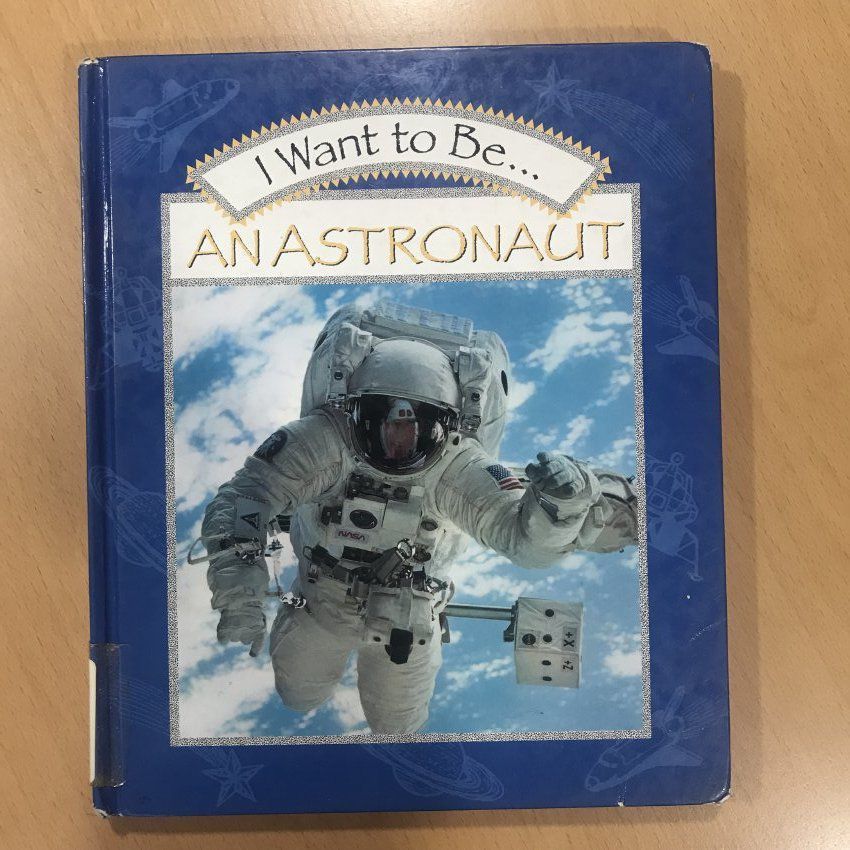 I Want to Be...
AN ASTRONAUT
NASA
X+
Z+